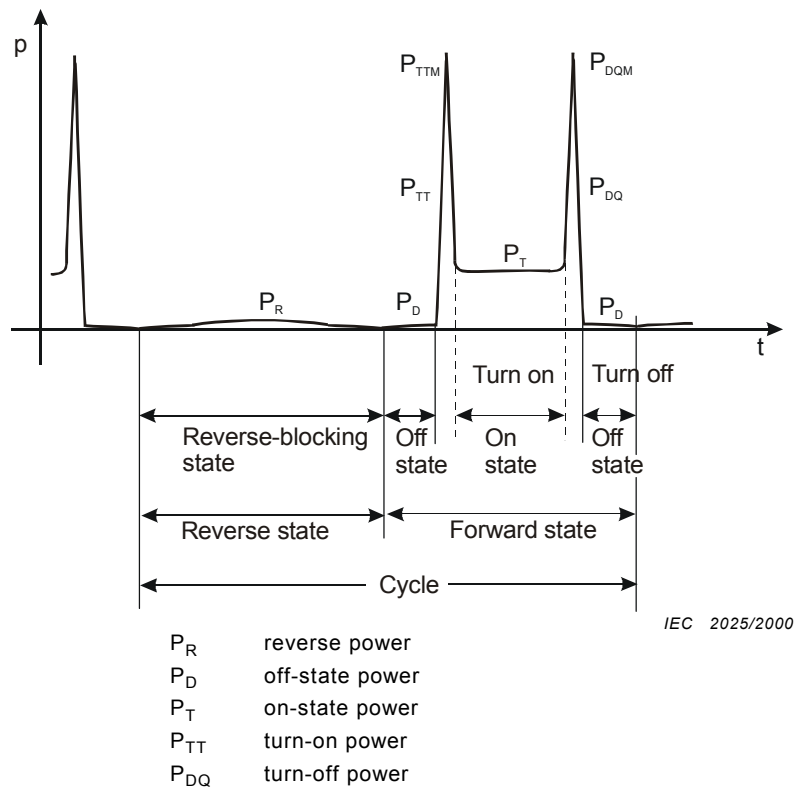 p
P_TTM P_DQM
P_TT P_DQ
P_T
P_R P_D P_D
t
Turn on Turn off
Reverse-blocking Off On Off
state state state state
Reverse state Forward state
Cycle
IEC 2025/2000
P_R reverse power
P_D off-state power
P_T on-state power
P_TT turn-on power
P_DQ turn-off power